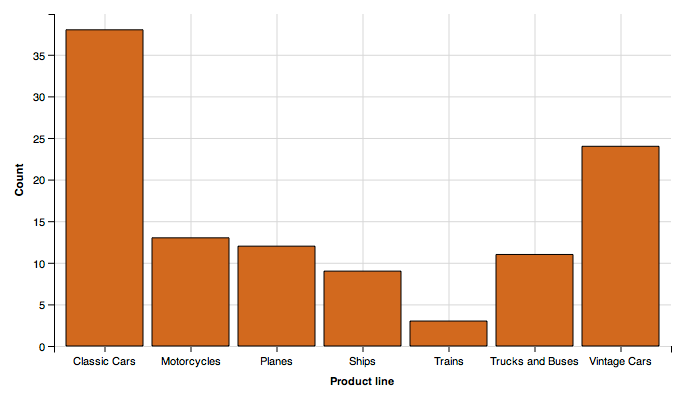 35
30
25
20
15
10
5
0
Count
Classic Cars
Motorcycles
Planes
Ships
Trains
Trucks and Buses
Vintage Cars
Product line